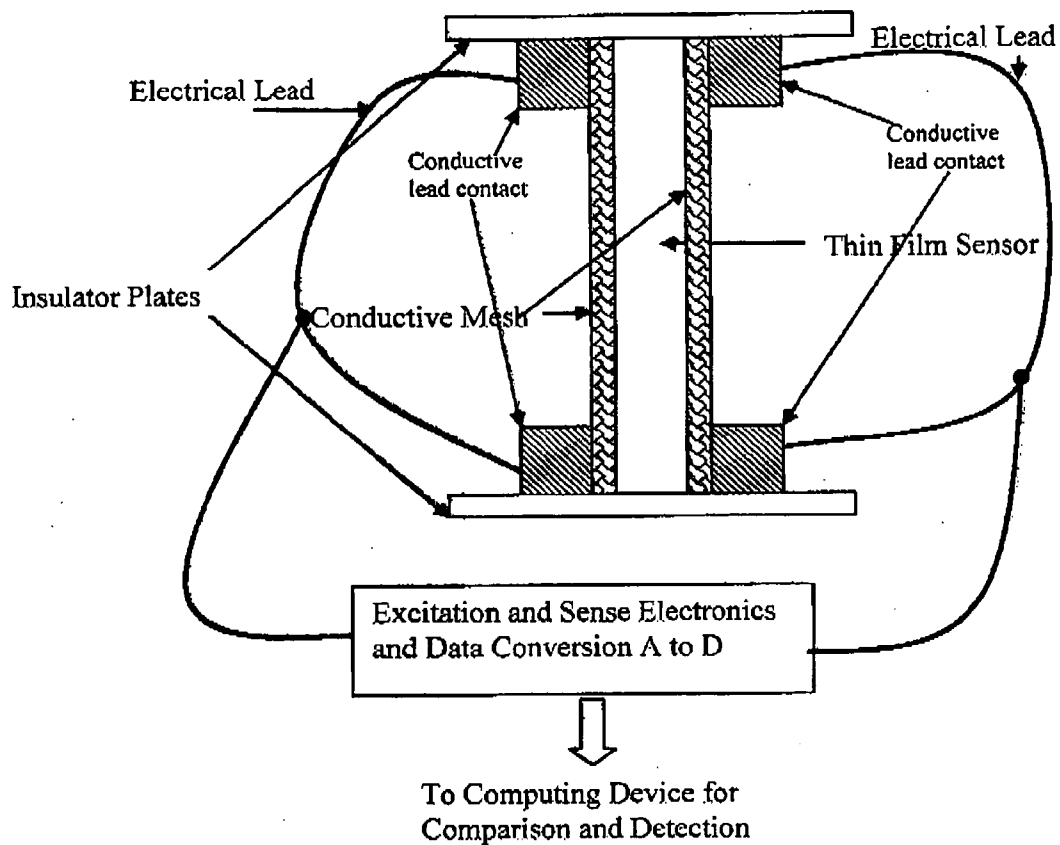 Electrical Lead
Electrical Lead
Conductive
lead contact
Conductive
lead contact
Thin Film Sensor
Insulator Plates
Conductive Mesh
Excitation and Sense Electronics
and Data Conversion A to D
To Computing Device for
Comparison and Detection